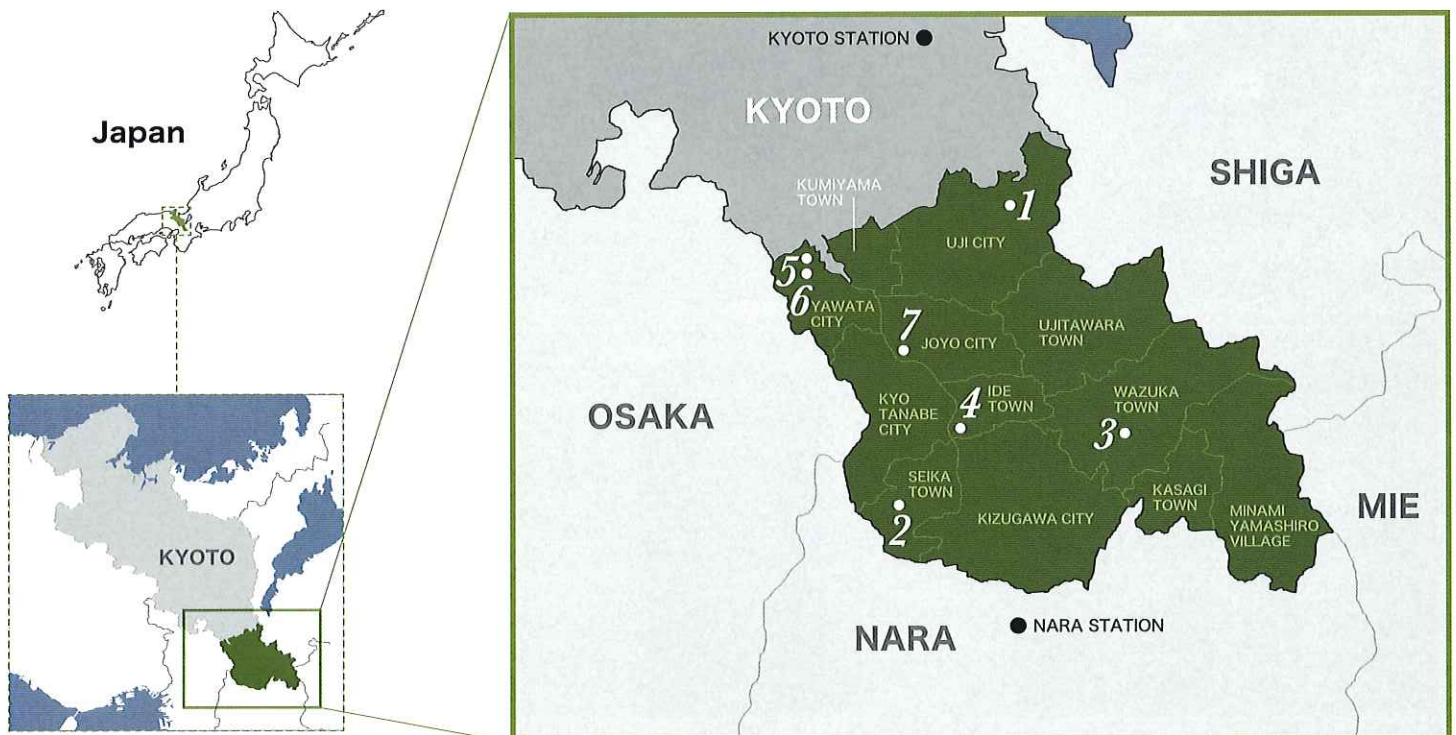 Japan
KYOTO
KYOTO STATION
KYOTO
SHIGA
KUMIYAMA
TOWN
1
UJI CITY
5
6
YAWATA
CITY
7
JOYO CITY
UJITAWARA
TOWN
OSAKA
KYO
TANABE
CITY
4
IDE
TOWN
WAZUKA
TOWN
3
SEIKA
TOWN
2
KIZUGAWA CITY
KASAGI
TOWN
MINAMI
YAMASHIRO
VILLAGE
MIE
NARA
NARA STATION